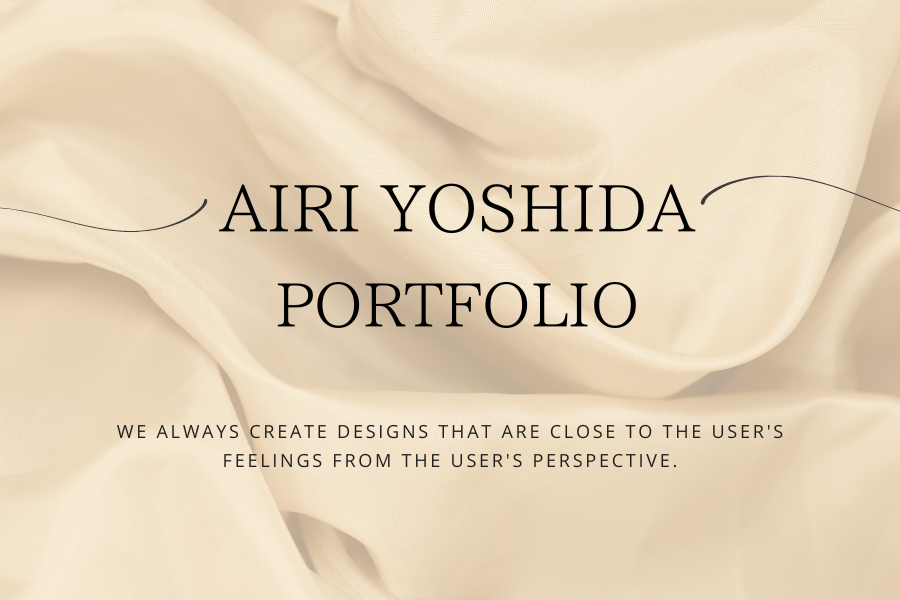 AIRI YOSHIDA
PORTFOLIO
WE ALWAYS CREATE DESIGNS THAT ARE CLOSE TO THE USER'S
FEELINGS FROM THE USER'S PERSPECTIVE.